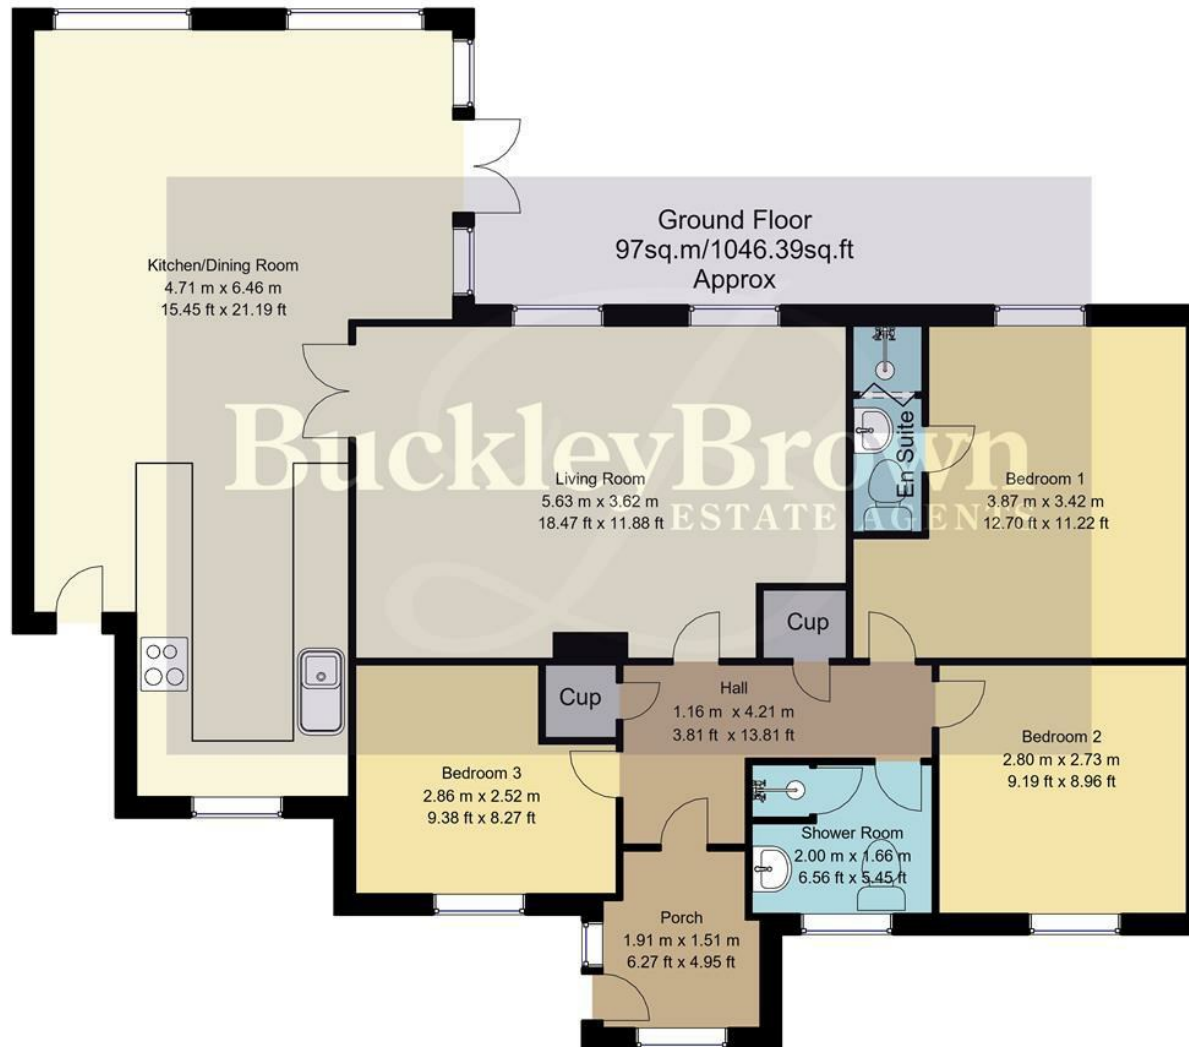 Ground Floor
97sq.m/1046.39sq.ft
Approx
Kitchen/Dining Room
4.71 m x 6.46 m
15.45 ft x 21.19 ft
BuckleyBrown
ESTATE AGENTS
Living Room
5.63 m x 3.62 m
18.47 ft x 11.88 ft
En Suite
Bedroom 1
3.87 m x 3.42 m
12.70 ft x 11.22 ft
Cup
Cup
Hall
1.16 m x 4.21 m
3.81 ft x 13.81 ft
Bedroom 2
2.80 m x 2.73 m
9.19 ft x 8.96 ft
Bedroom 3
2.86 m x 2.52 m
9.38 ft x 8.27 ft
Shower Room
2.00 m x 1.66 m
6.56 ft x 5.45 ft
Porch
1.91 m x 1.51 m
6.27 ft x 4.95 ft